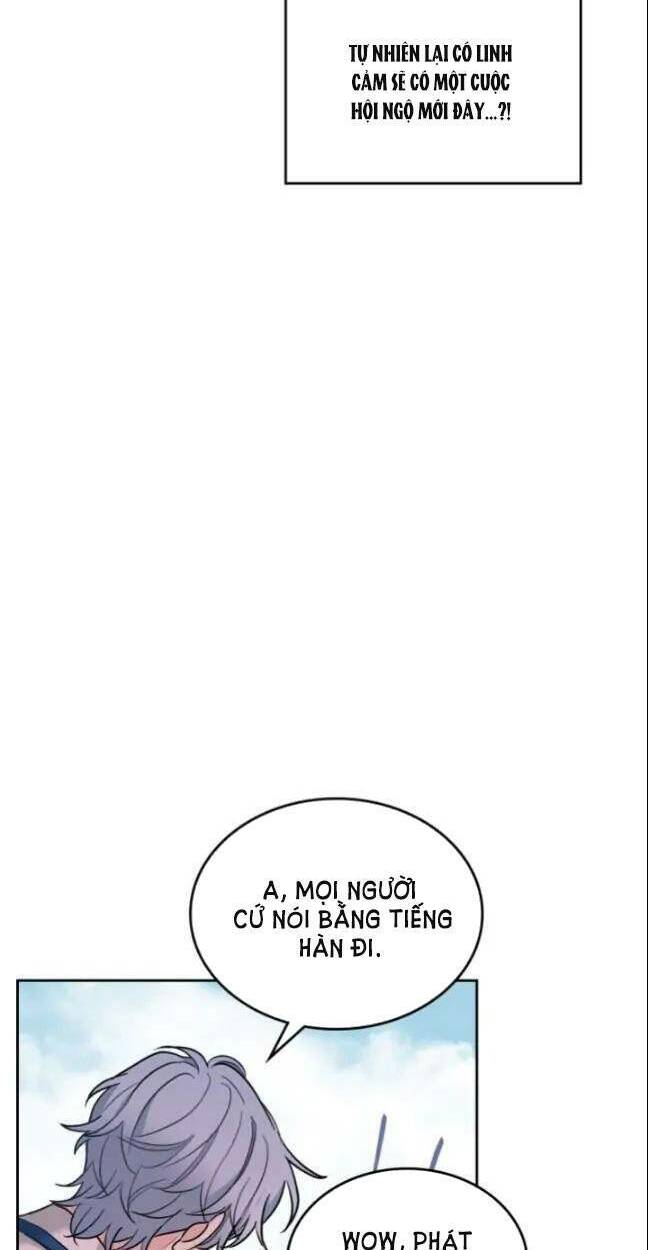 TỰ NHIÊN LẠI CÓ LINH
CẢM SẼ CÓ MỘT CUỘC
HỘI NGỘ MỚI ĐÂY...?!
A, MỌI NGƯỜI
CỨ NÓI BẰNG TIẾNG
HÀN ĐI.
WOW, PHÁT